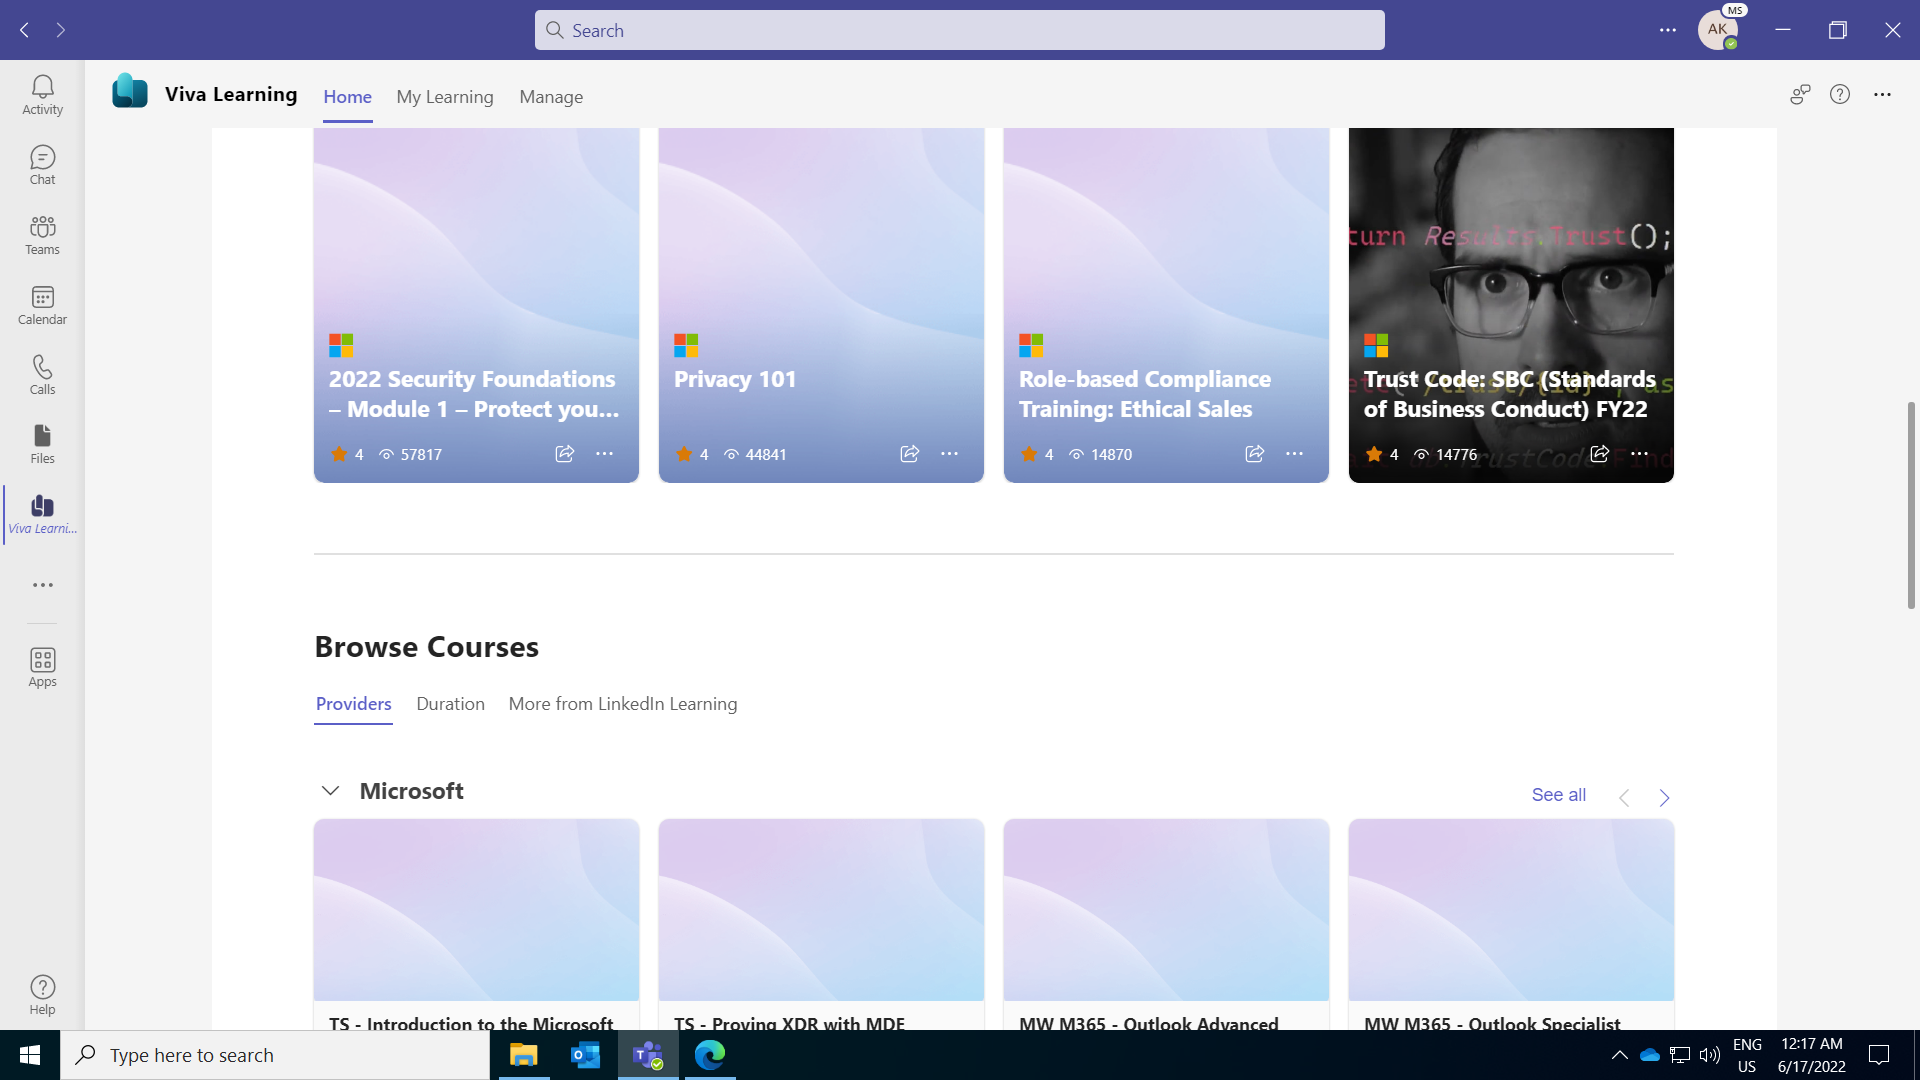 Search
AK
MS
Activity
Chat
Teams
Calendar
Calls
Files
Viva Learni...
Apps
Help
Viva Learning
Home
My Learning
Manage
2022 Security Foundations
– Module 1 – Protect you...
4
57817
Privacy 101
4
44841
Role-based Compliance
Training: Ethical Sales
4
14870
turn Results.Trust();
Trust Code: SBC (Standards
of Business Conduct) FY22
4
14776
Browse Courses
Providers
Duration
More from LinkedIn Learning
Microsoft
See all
TS - Introduction to the Microsoft
TS - Proving XDR with MDE
MW M365 - Outlook Advanced
MW M365 - Outlook Specialist
Type here to search
ENG
US
12:17 AM
6/17/2022